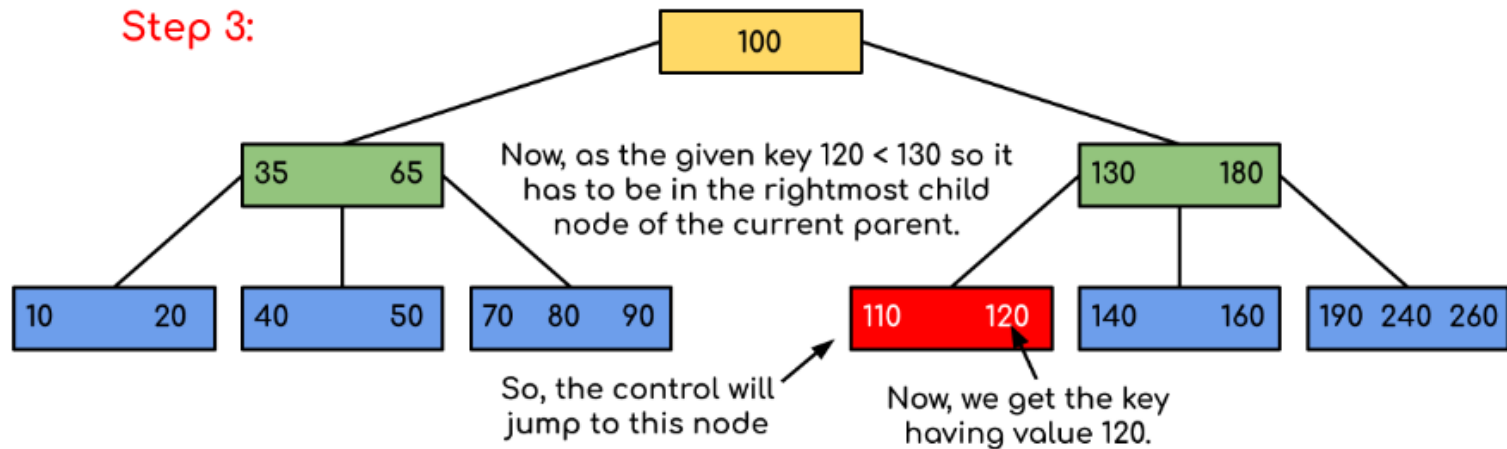 Step 3:
100
Now, as the given key 120 < 130 so it
has to be in the rightmost child
node of the current parent.
35 65
130 180
10 20
40 50
70 80 90
110 120
140 160
190 240 260
So, the control will
jump to this node
Now, we get the key
having value 120.